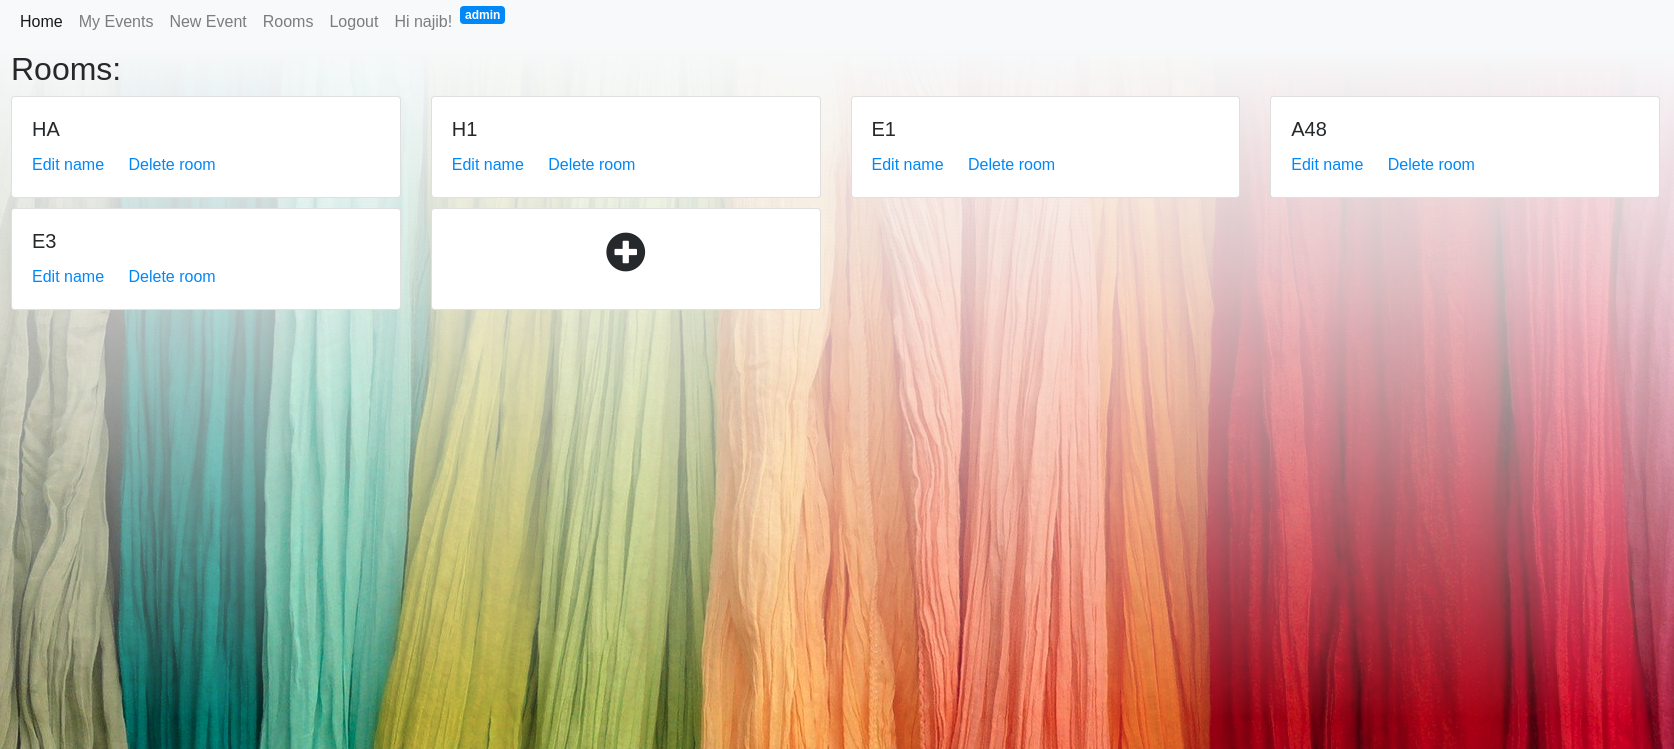 Home My Events New Event Rooms Logout Hi najib! admin
Rooms:
HA
Edit name Delete room
H1
Edit name Delete room
E1
Edit name Delete room
A48
Edit name Delete room
E3
Edit name Delete room